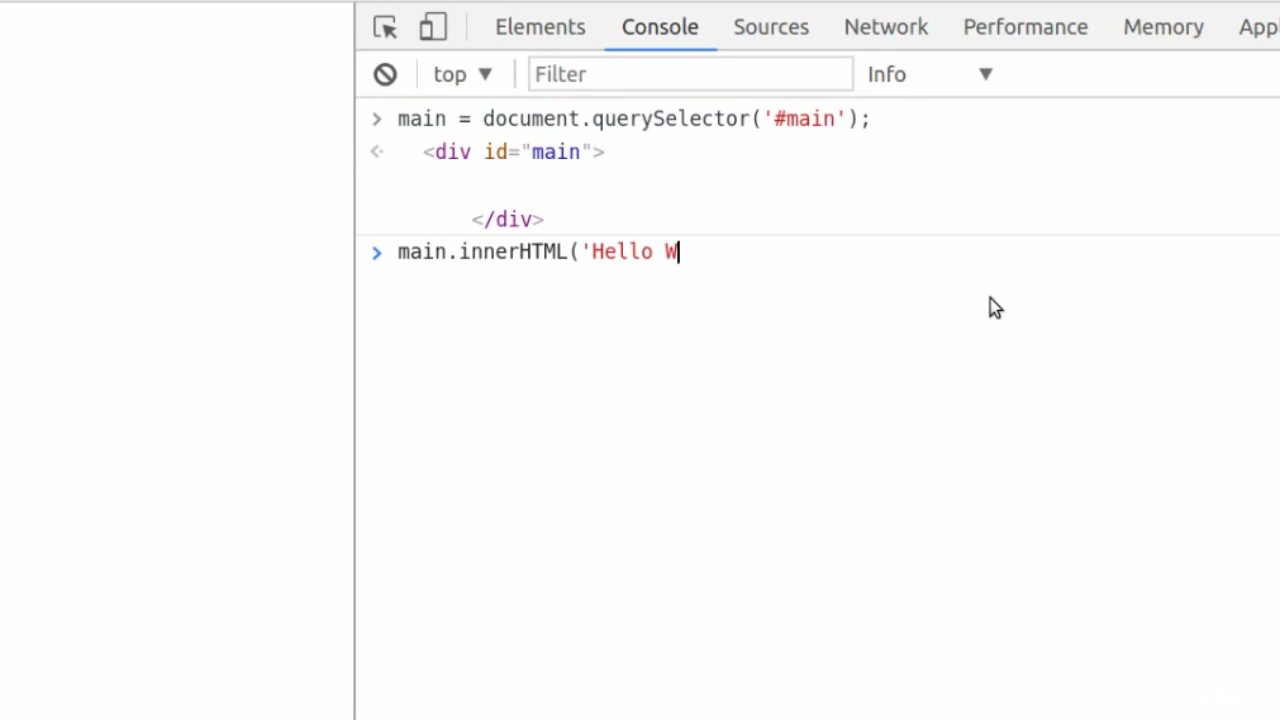 Elements Console Sources Network Performance Memory App
top ▼ Filter Info ▼
> main = document.querySelector('#main');
<div id="main">
</div>
> main.innerHTML('Hello W